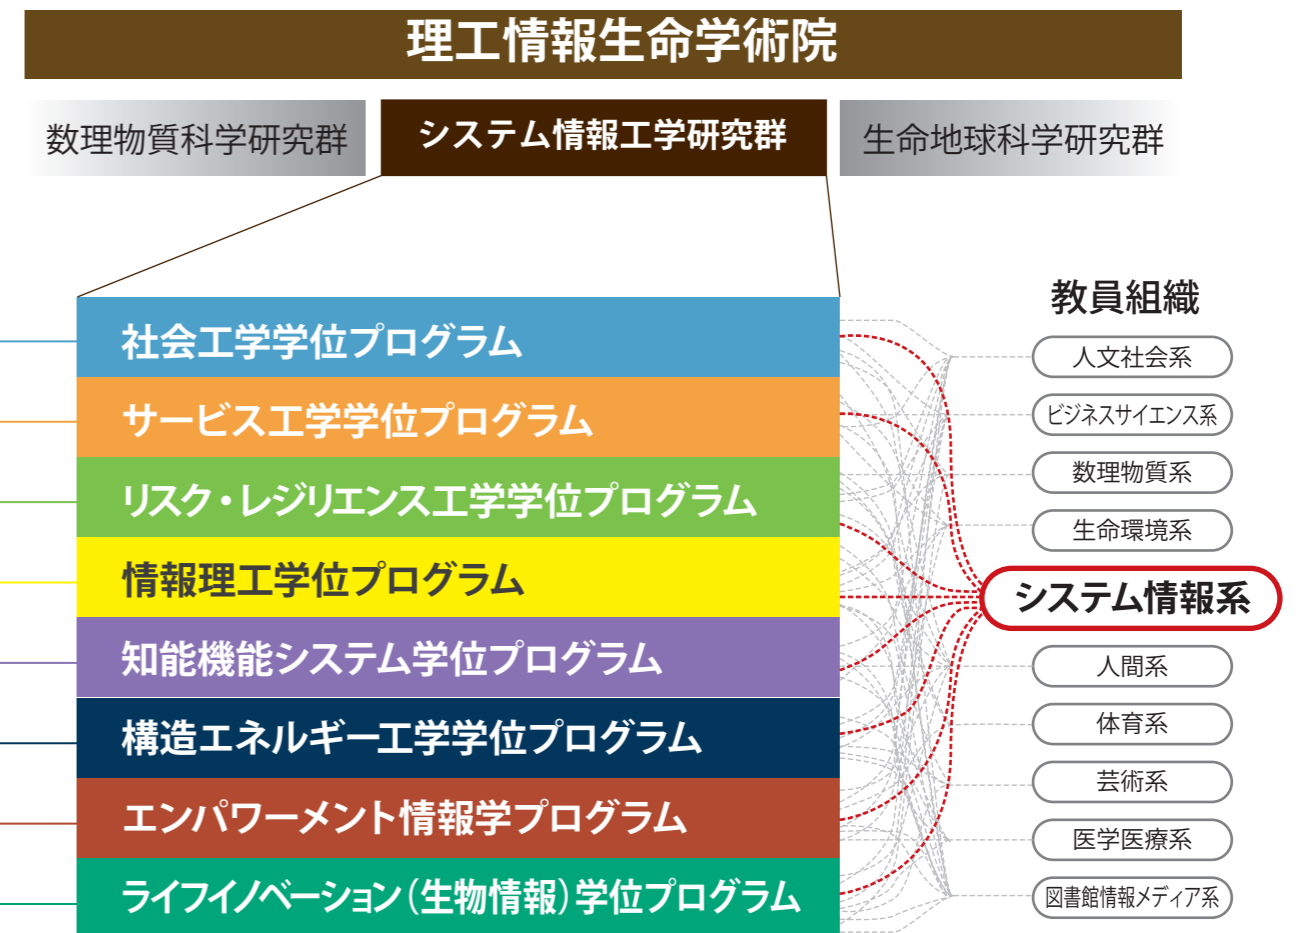 理工情報生命学術院
数理物質科学研究群
システム情報工学研究群
生命地球科学研究群
社会工学学位プログラム
サービス工学学位プログラム
リスク・レジリエンス工学学位プログラム
情報理工学位プログラム
知能機能システム学位プログラム
構造エネルギー工学学位プログラム
エンパワーメント情報学プログラム
ライフイノベーション(生物情報)学位プログラム
教員組織
人文社会系
ビジネスサイエンス系
数理物質系
生命環境系
システム情報系
人間系
体育系
芸術系
医学医療系
図書館情報メディア系